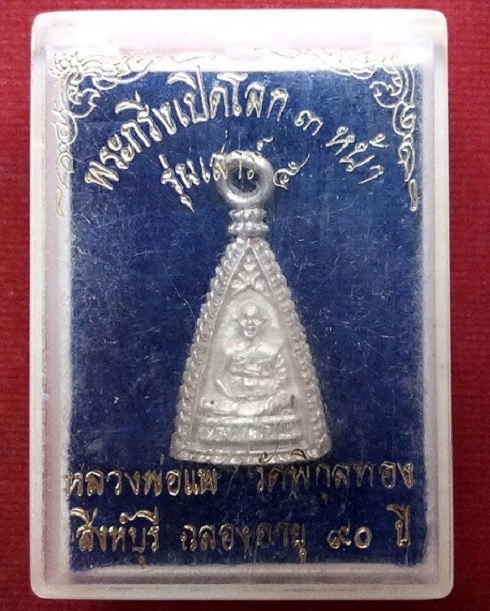 พระกริ่งเปิดโลก ๓ หน้า
รุ่นเสาร์ ๕
หลวงพ่อแพ วัดพิกุลทอง
สิงห์บุรี ฉลองอายุ ๙๐ ปี